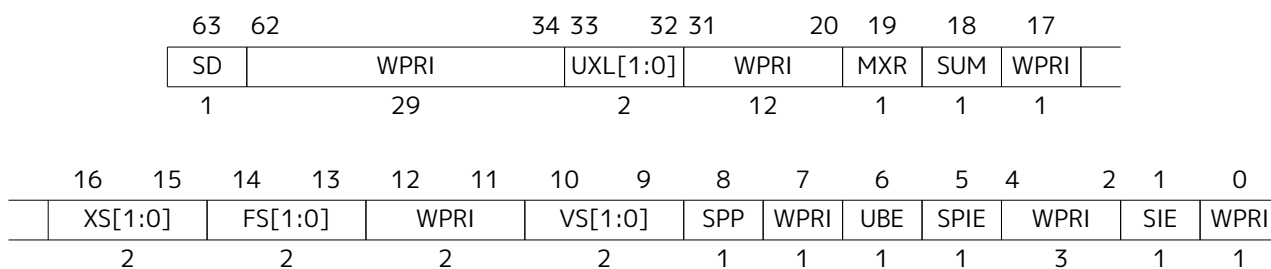 63 62 34 33 32 31 20 19 18 17
SD WPRI UXL[1:0] WPRI MXR SUM WPRI
1 29 2 12 1 1 1
16 15 14 13 12 11 10 9 8 7 6 5 4 2 1 0
XS[1:0] FS[1:0] WPRI VS[1:0] SPP WPRI UBE SPIE WPRI SIE WPRI
2 2 2 2 1 1 1 1 3 1 1